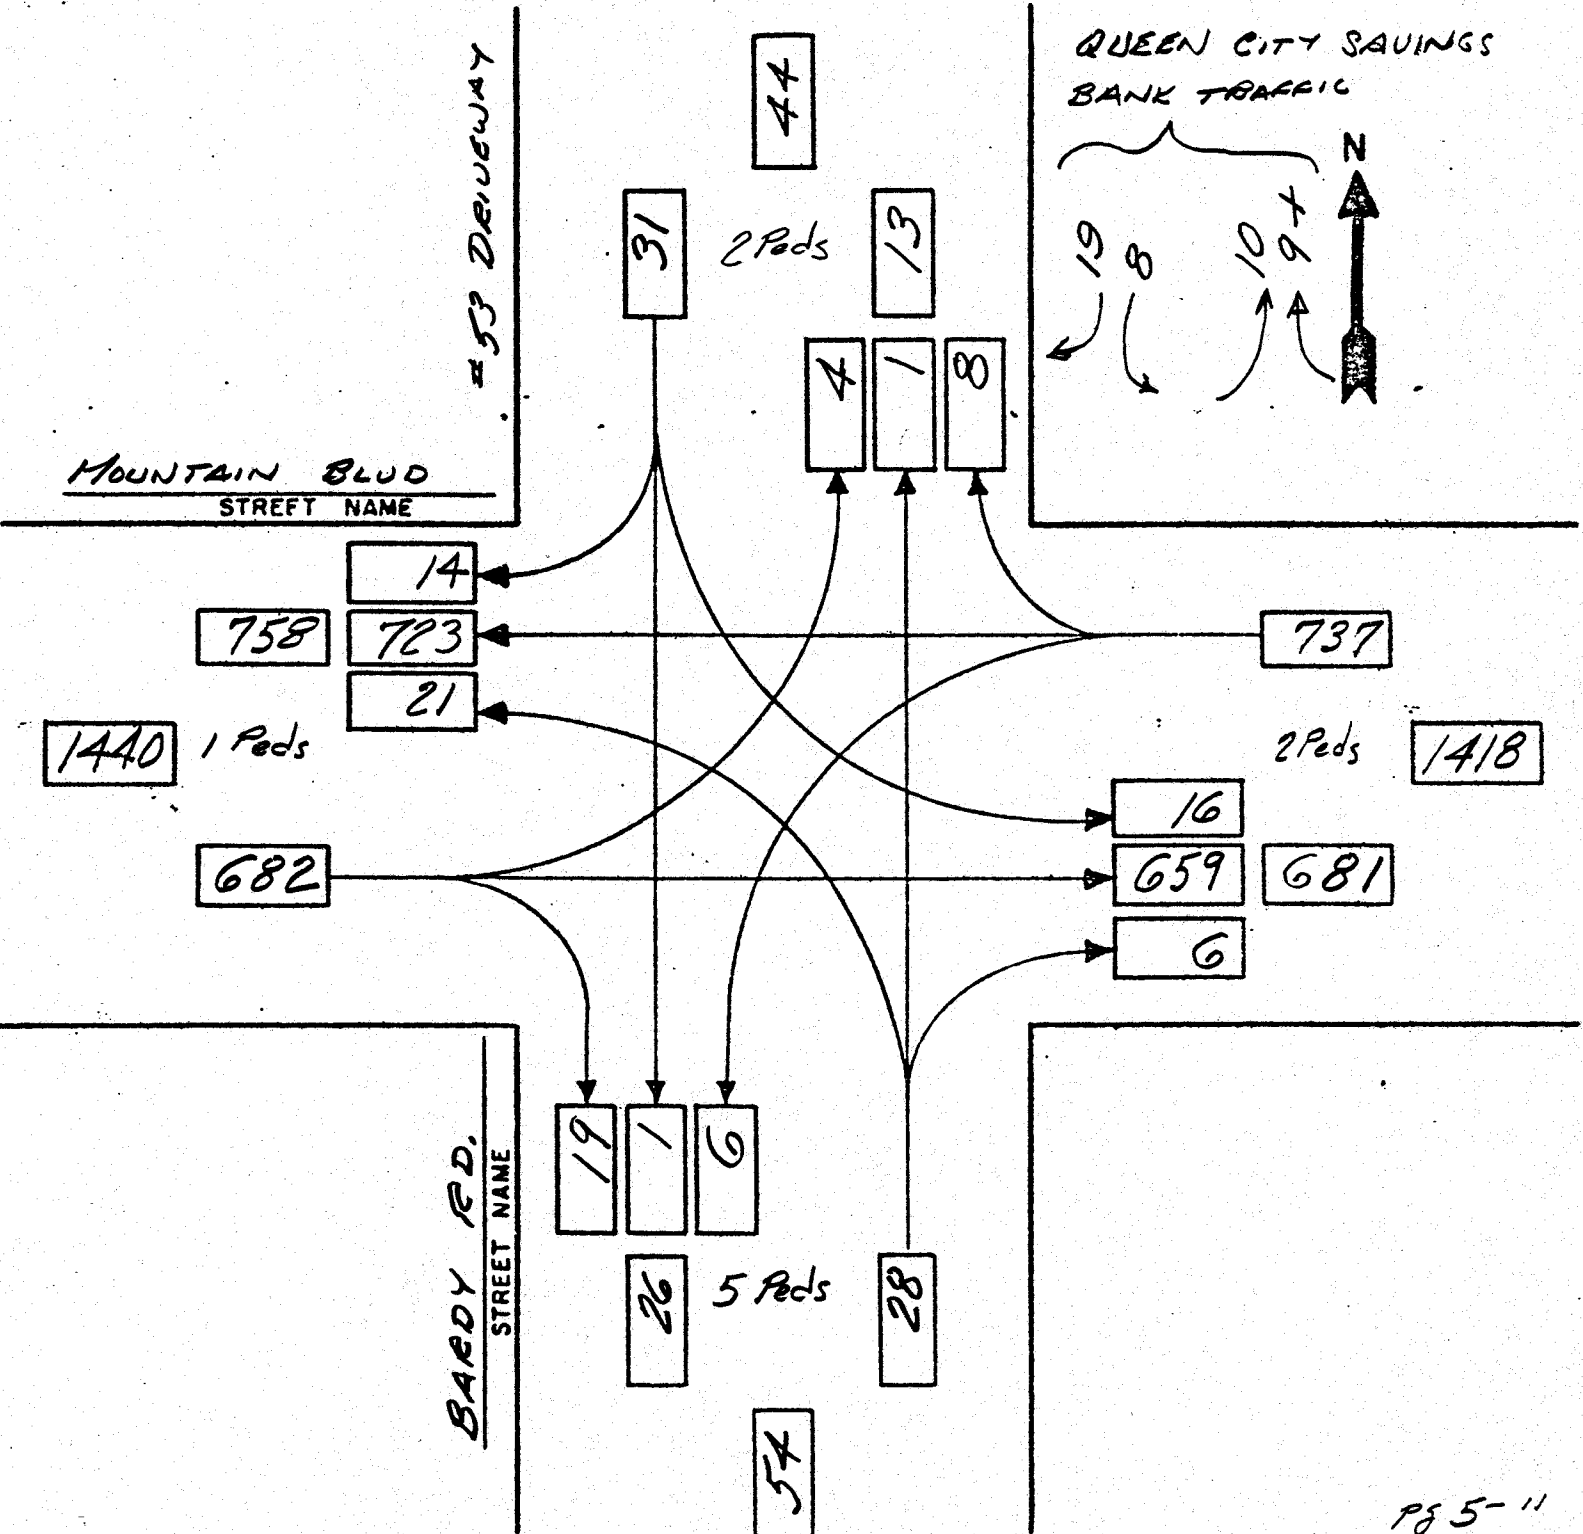 QUEEN CITY SAVINGS
BANK TRAFFIC
N
19
8
10
9+
#53 DRIVEWAY
44
31
2 Peds
13
4
1
8
MOUNTAIN BLVD
STREET NAME
14
758
723
21
737
1440
1 Peds
2 Peds
1418
682
16
659
681
6
19
1
6
BARDY RD.
STREET NAME
26
5 Peds
28
54
Pg 5-11